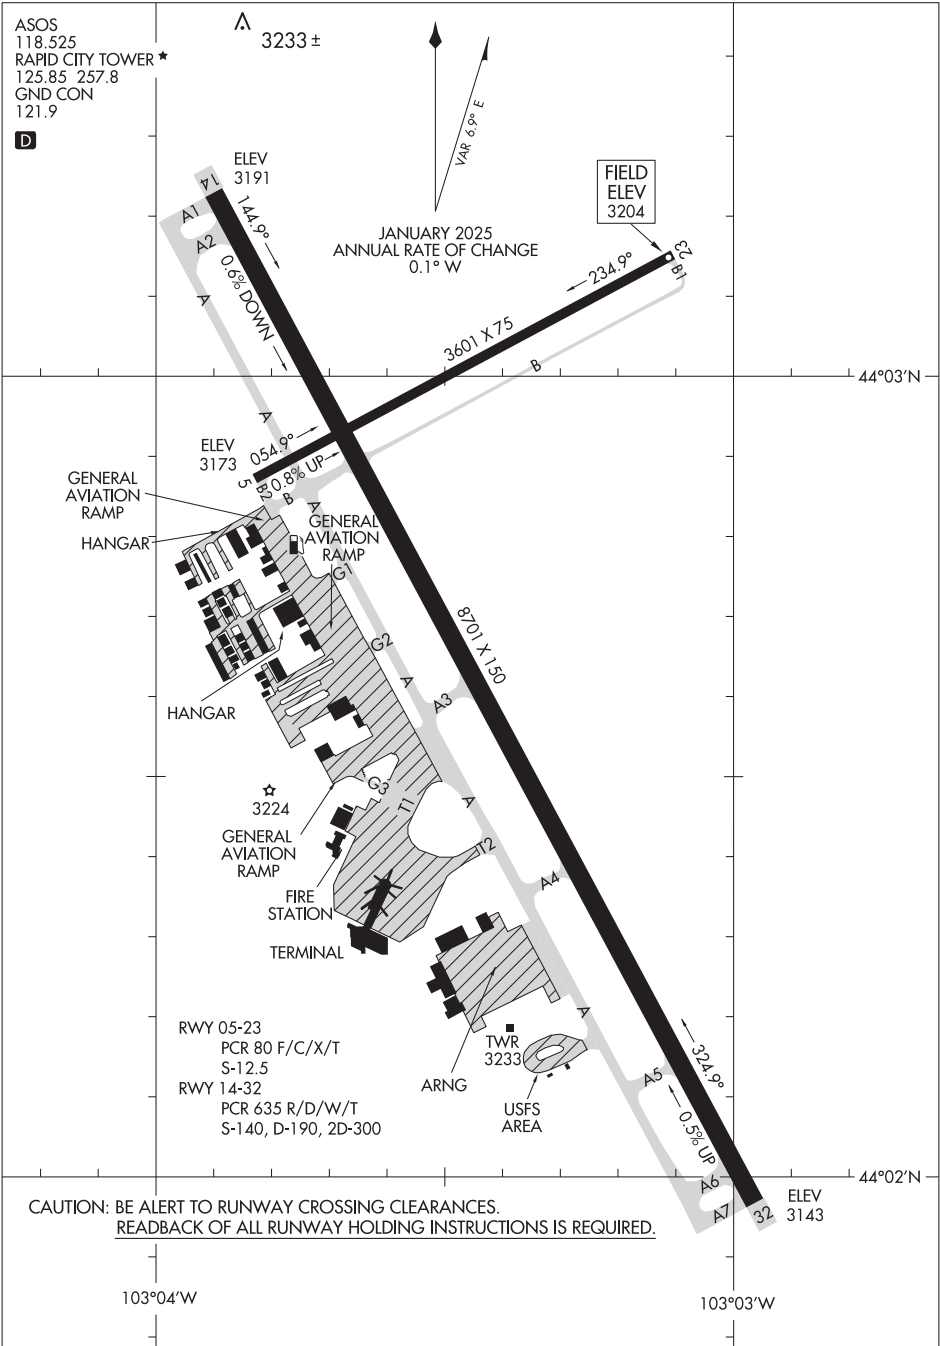 ASOS
118.525
RAPID CITY TOWER ★
125.85 257.8
GND CON
121.9
D
3233 ±
VAR 6.9° E
JANUARY 2025
ANNUAL RATE OF CHANGE
0.1° W
FIELD
ELEV
3204
ELEV
3191
14
144.9°
A1
A2
A
0.6% DOWN
23
B1
234.9°
3601 X 75
B
44°03'N
A
ELEV
3173
054.9°
0.8% UP
5
B2
B
A
GENERAL
AVIATION
RAMP
HANGAR
GENERAL
AVIATION
RAMP
G1
8701 X 150
G2
A
A3
HANGAR
G3
T1
A
3224
T2
GENERAL
AVIATION
RAMP
FIRE
STATION
TERMINAL
A4
A
RWY 05-23
PCR 80 F/C/X/T
S-12.5
RWY 14-32
PCR 635 R/D/W/T
S-140, D-190, 2D-300
TWR
3233
ARNG
USFS
AREA
324.9°
A5
0.5% UP
A6
A7
32
ELEV
3143
44°02'N
CAUTION: BE ALERT TO RUNWAY CROSSING CLEARANCES.
READBACK OF ALL RUNWAY HOLDING INSTRUCTIONS IS REQUIRED.
103°04'W
103°03'W